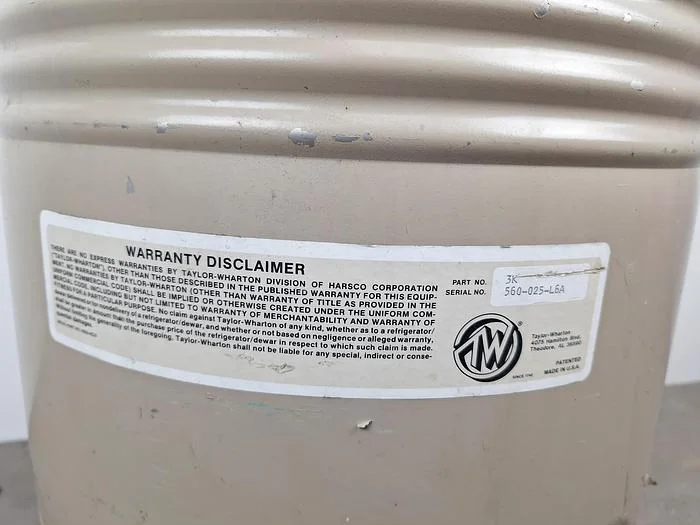 WARRANTY DISCLAIMER
THERE ARE NO EXPRESS WARRANTIES BY TAYLOR-WHARTON DIVISION OF HARSCO CORPORATION
("TAYLOR-WHARTON"), OTHER THAN THOSE DESCRIBED IN THE PUBLISHED WARRANTY FOR THIS EQUIP-
MENT. NO WARRANTIES BY TAYLOR-WHARTON (OTHER THAN WARRANTY OF TITLE AS PROVIDED IN THE
UNIFORM COMMERCIAL CODE) SHALL BE IMPLIED OR OTHERWISE CREATED UNDER THE UNIFORM COM-
MERCIAL CODE, INCLUDING BUT NOT LIMITED TO WARRANTY OF MERCHANTABILITY AND WARRANTY OF
FITNESS FOR A PARTICULAR PURPOSE. No claim against Taylor-Wharton of any kind, whether as to a refrigerator/
dewar delivered or for nondelivery of a refrigerator/dewar, and whether or not based on negligence or alleged warranty,
shall be greater in amount than the purchase price of the refrigerator/dewar in respect to which such claim is made.
generality of the foregoing, Taylor-Wharton shall not be liable for any special, indirect or conse-
PART NO. 3K
SERIAL NO. 560-025-L6A
TW
SINCE 1742
Taylor-Wharton
4075 Hamilton Blvd.
Theodore, AL 36590
PATENTED
MADE IN U.S.A.